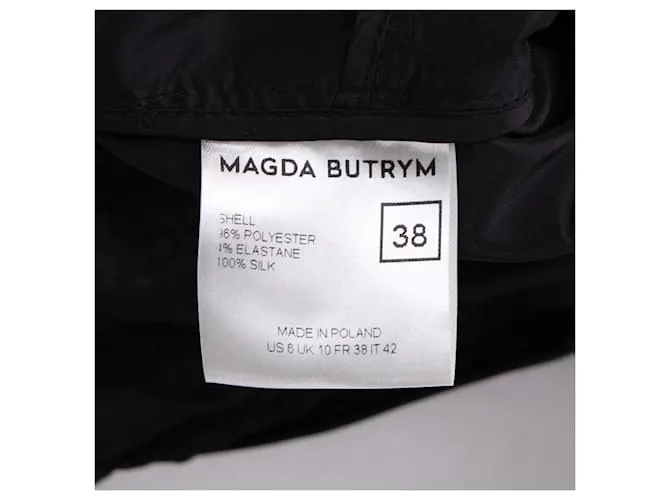 MAGDA BUTRYM
38
SHELL
96% POLYESTER
4% ELASTANE
100% SILK
MADE IN POLAND
US 6 UK 10 FR 38 IT 42